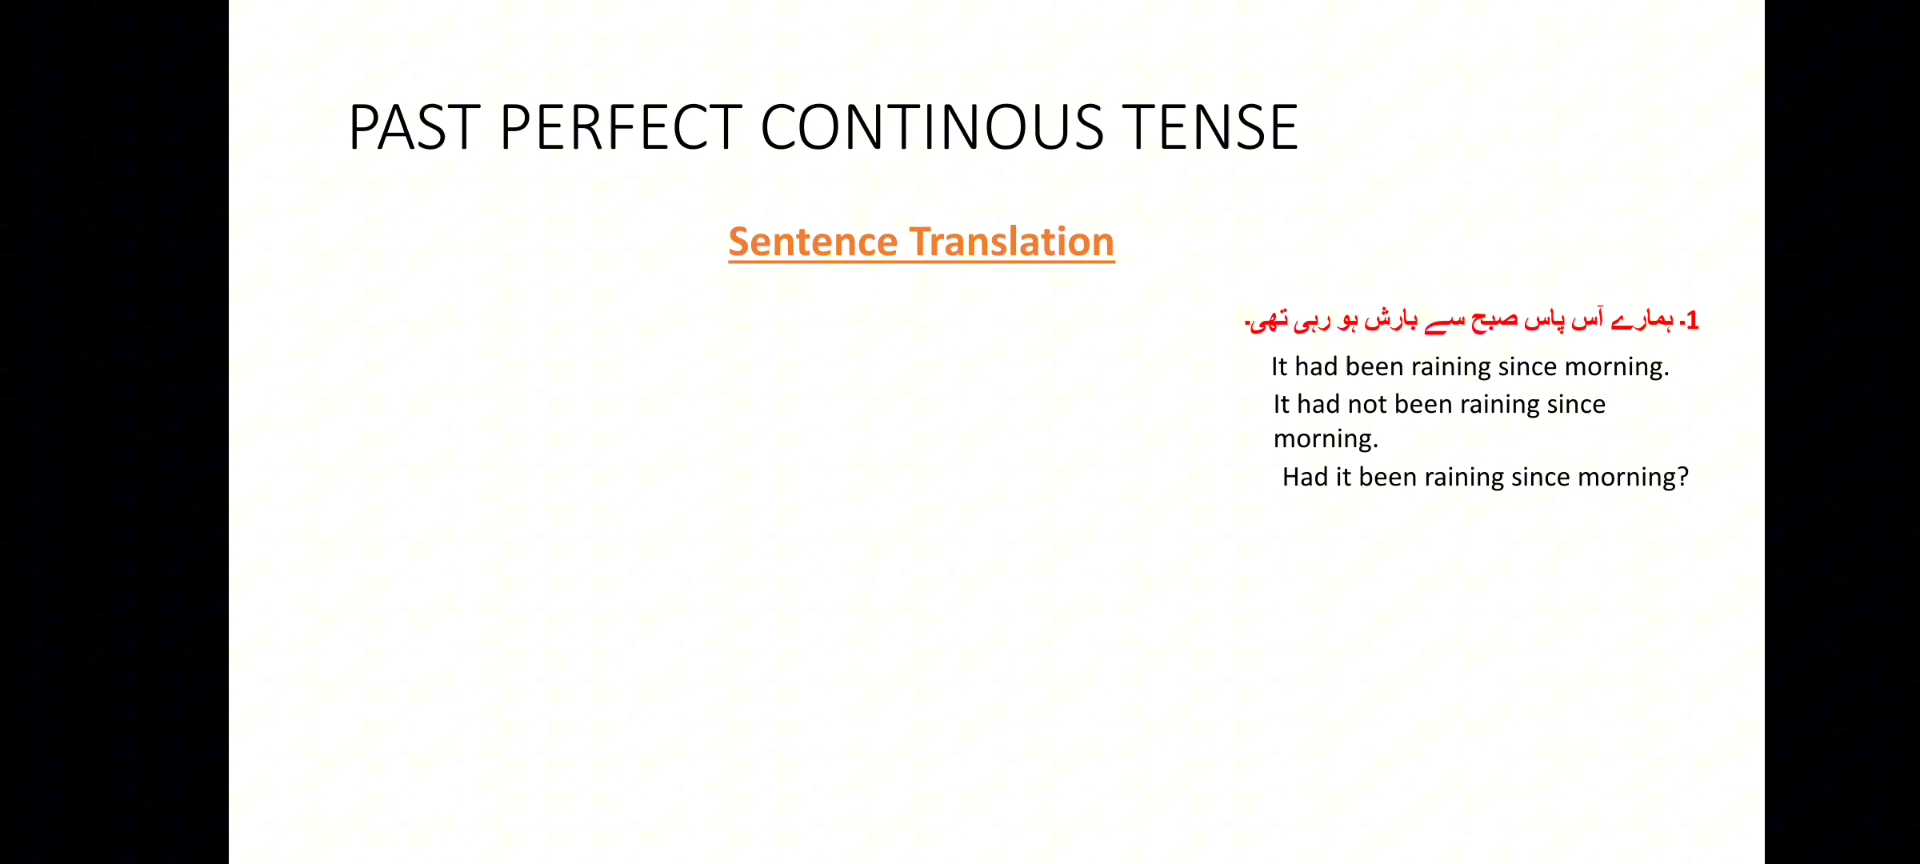 PAST PERFECT CONTINOUS TENSE
Sentence Translation
1۔ ہمارے آس پاس صبح سے بارش ہو رہی تھی۔
It had been raining since morning.
It had not been raining since
morning.
Had it been raining since morning?